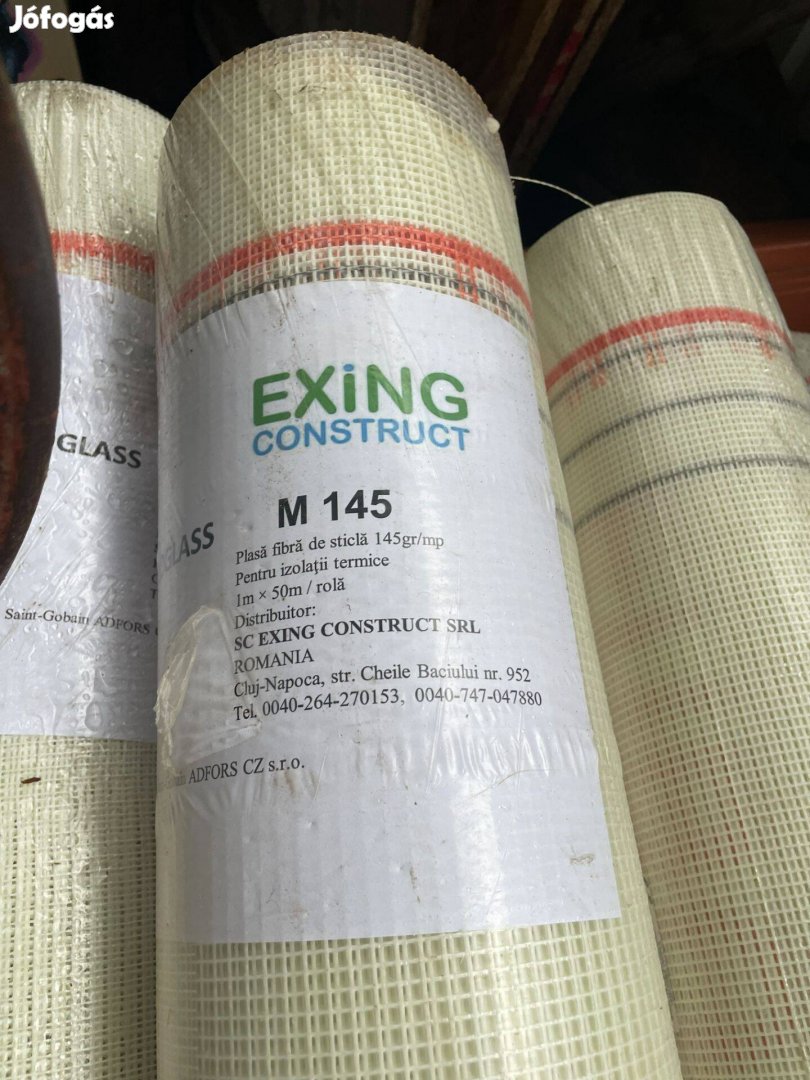 Jófogás
EXiNG
CONSTRUCT
M 145
GLASS
Plasă fibră de sticlă 145gr/mp
Pentru izolaţii termice
1m × 50m / rolă
Distribuitor:
SC EXING CONSTRUCT SRL
ROMANIA
Cluj-Napoca, str. Cheile Baciului nr. 952
Tel. 0040-264-270153, 0040-747-047880
ADFORS CZ s.r.o.
GLASS
Saint-Gobain ADFORS